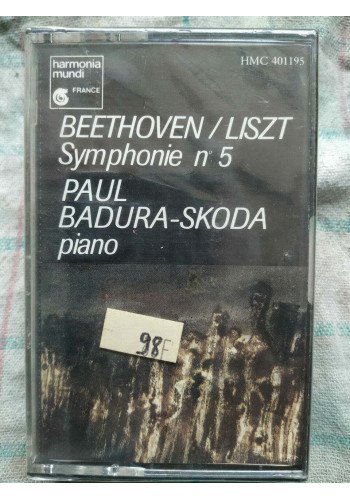 harmonia
mundi
FRANCE
HMC 401195
BEETHOVEN / LISZT
Symphonie n° 5
PAUL
BADURA-SKODA
piano
98F